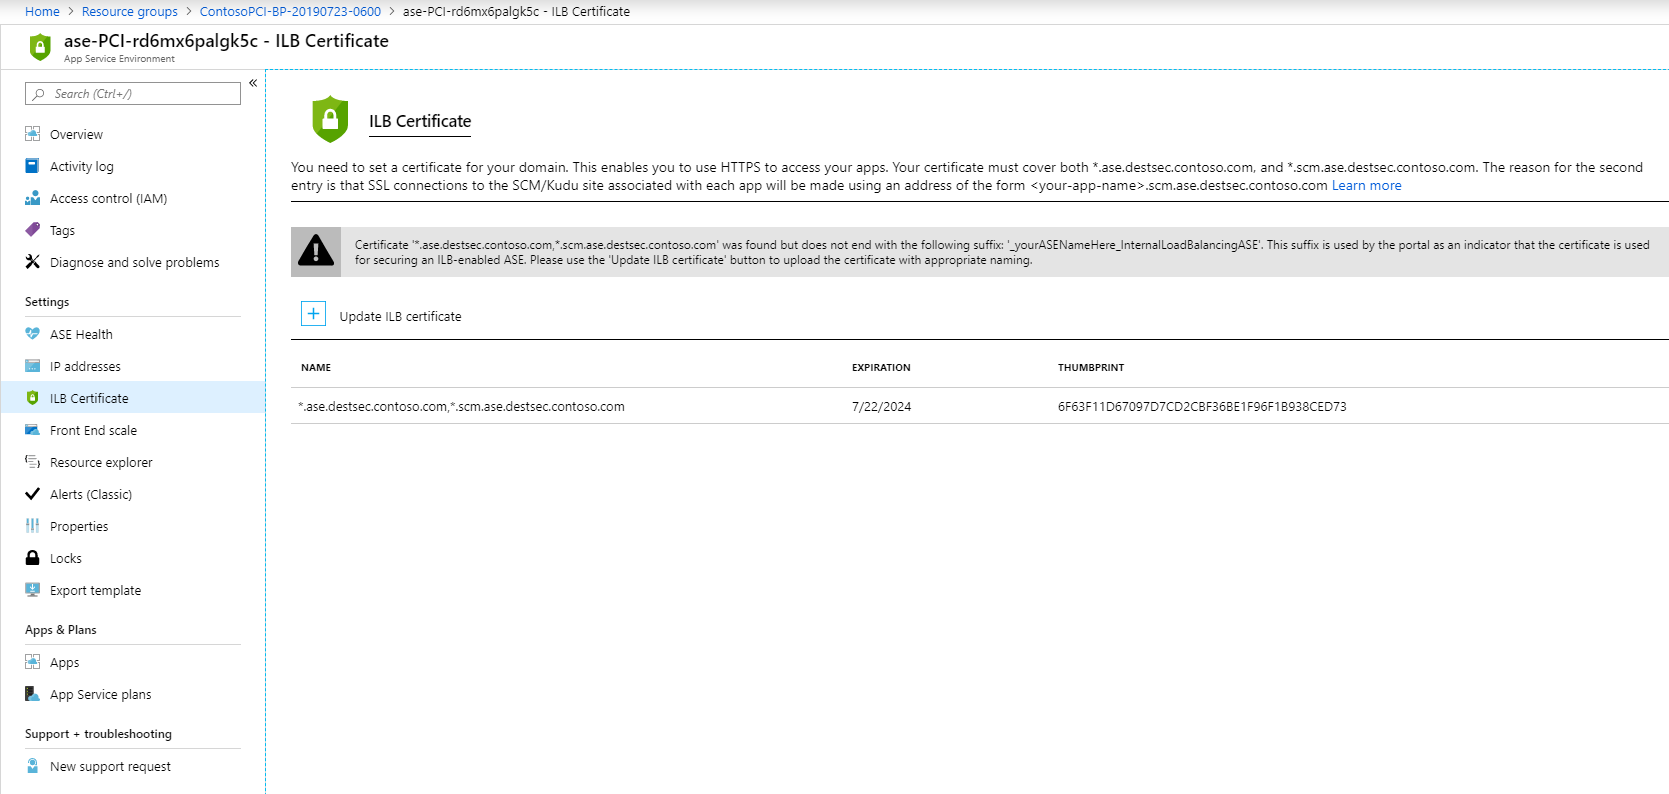 Home > Resource groups > ContosoPCI-BP-20190723-0600 > ase-PCI-rd6mx6palgk5c - ILB Certificate
ase-PCI-rd6mx6palgk5c - ILB Certificate
App Service Environment
Search (Ctrl+/)
«
Overview
Activity log
Access control (IAM)
Tags
Diagnose and solve problems
Settings
ASE Health
IP addresses
ILB Certificate
Front End scale
Resource explorer
Alerts (Classic)
Properties
Locks
Export template
Apps & Plans
Apps
App Service plans
Support + troubleshooting
New support request
ILB Certificate
You need to set a certificate for your domain. This enables you to use HTTPS to access your apps. Your certificate must cover both *.ase.destsec.contoso.com, and *.scm.ase.destsec.contoso.com. The reason for the second
entry is that SSL connections to the SCM/Kudu site associated with each app will be made using an address of the form <your-app-name>.scm.ase.destsec.contoso.com Learn more
Certificate '*.ase.destsec.contoso.com,*.scm.ase.destsec.contoso.com' was found but does not end with the following suffix: '_yourASENameHere_InternalLoadBalancingASE'. This suffix is used by the portal as an indicator that the certificate is used
for securing an ILB-enabled ASE. Please use the 'Update ILB certificate' button to upload the certificate with appropriate naming.
Update ILB certificate
NAME EXPIRATION THUMBPRINT
*.ase.destsec.contoso.com,*.scm.ase.destsec.contoso.com 7/22/2024 6F63F11D67097D7CD2CBF36BE1F96F1B938CED73